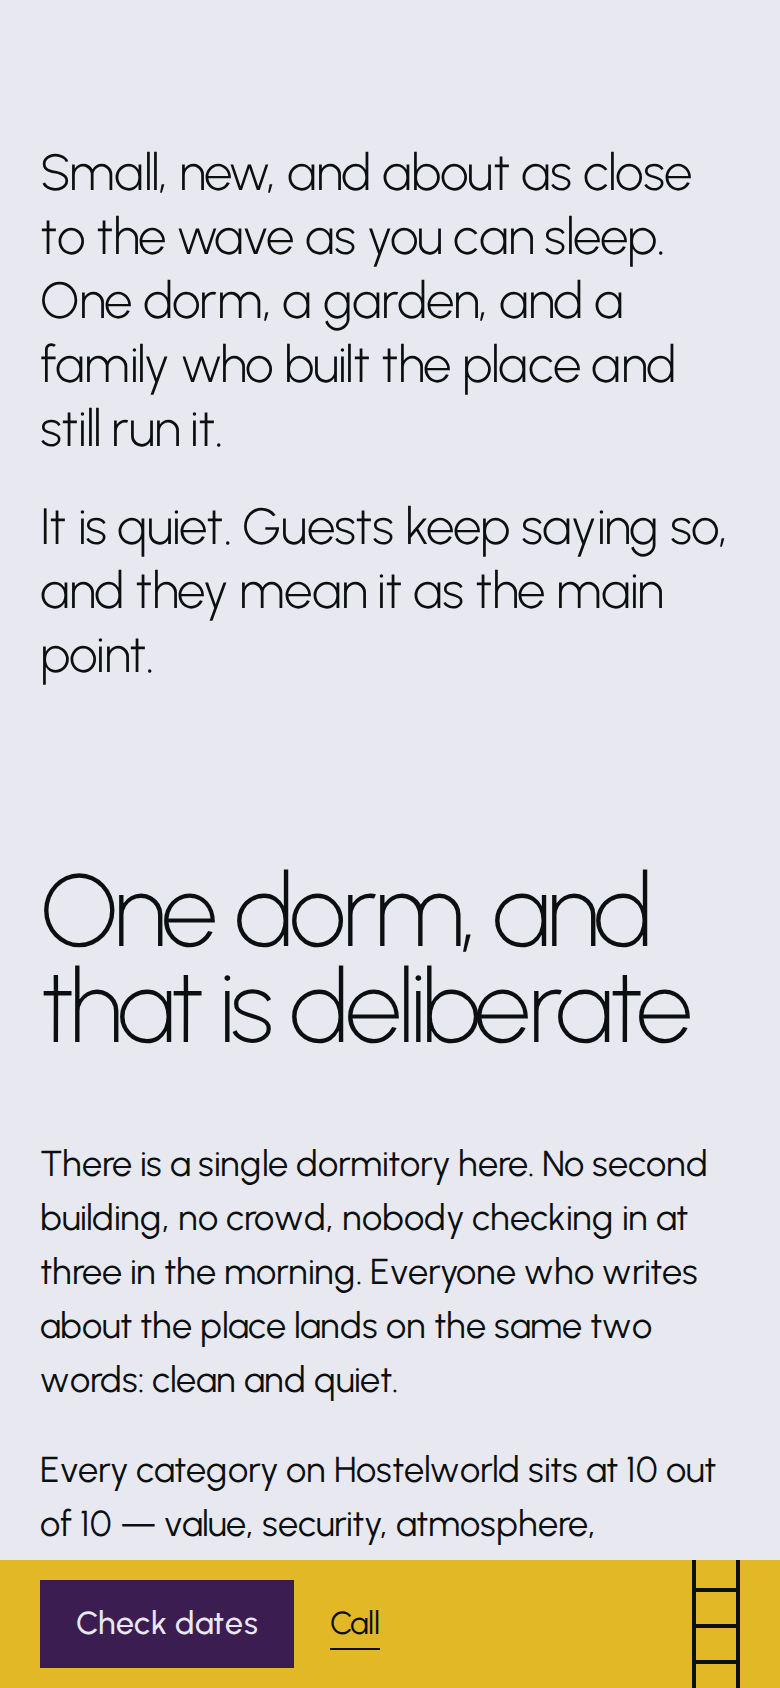 Small, new, and about as close
to the wave as you can sleep.
One dorm, a garden, and a
family who built the place and
still run it.
It is quiet. Guests keep saying so,
and they mean it as the main
point.
One dorm, and
that is deliberate
There is a single dormitory here. No second
building, no crowd, nobody checking in at
three in the morning. Everyone who writes
about the place lands on the same two
words: clean and quiet.
Every category on Hostelworld sits at 10 out
of 10 — value, security, atmosphere,
Check dates
Call